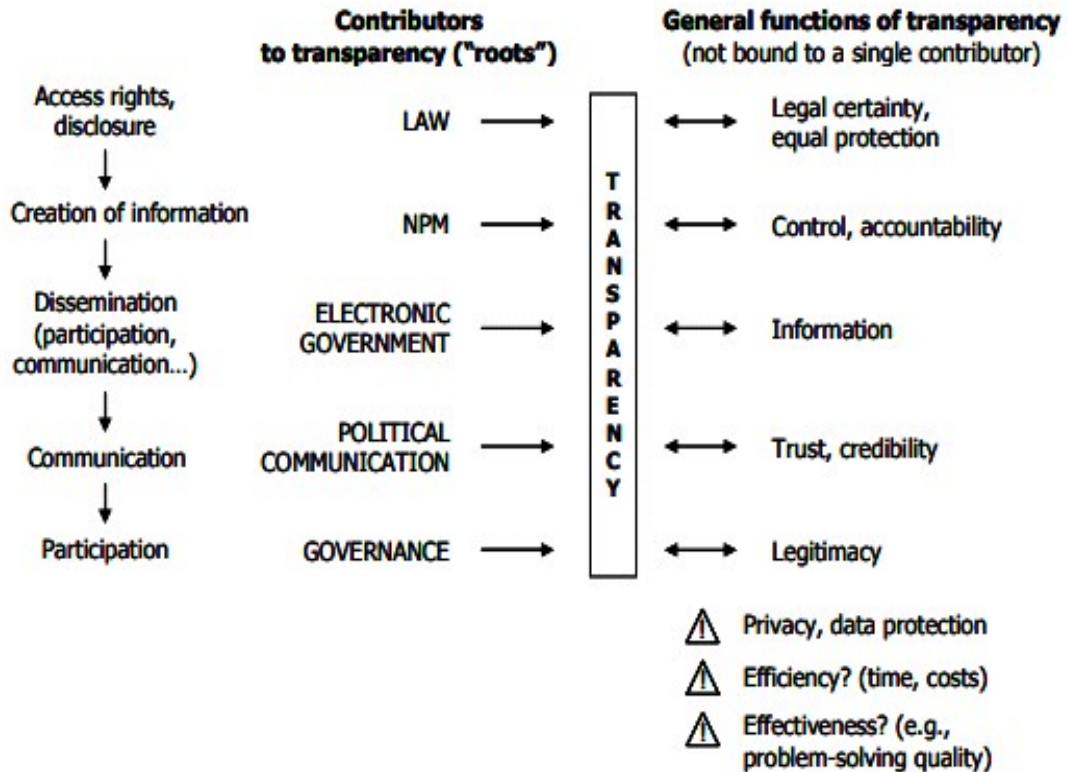 Contributors
to transparency ("roots")
General functions of transparency
(not bound to a single contributor)
Access rights,
disclosure
LAW
Legal certainty,
equal protection
Creation of information
NPM
Control, accountability
Dissemination
(participation,
communication...)
ELECTRONIC
GOVERNMENT
Information
Communication
POLITICAL
COMMUNICATION
Trust, credibility
Participation
GOVERNANCE
Legitimacy
TRANSPARENCY
Privacy, data protection
Efficiency? (time, costs)
Effectiveness? (e.g.,
problem-solving quality)